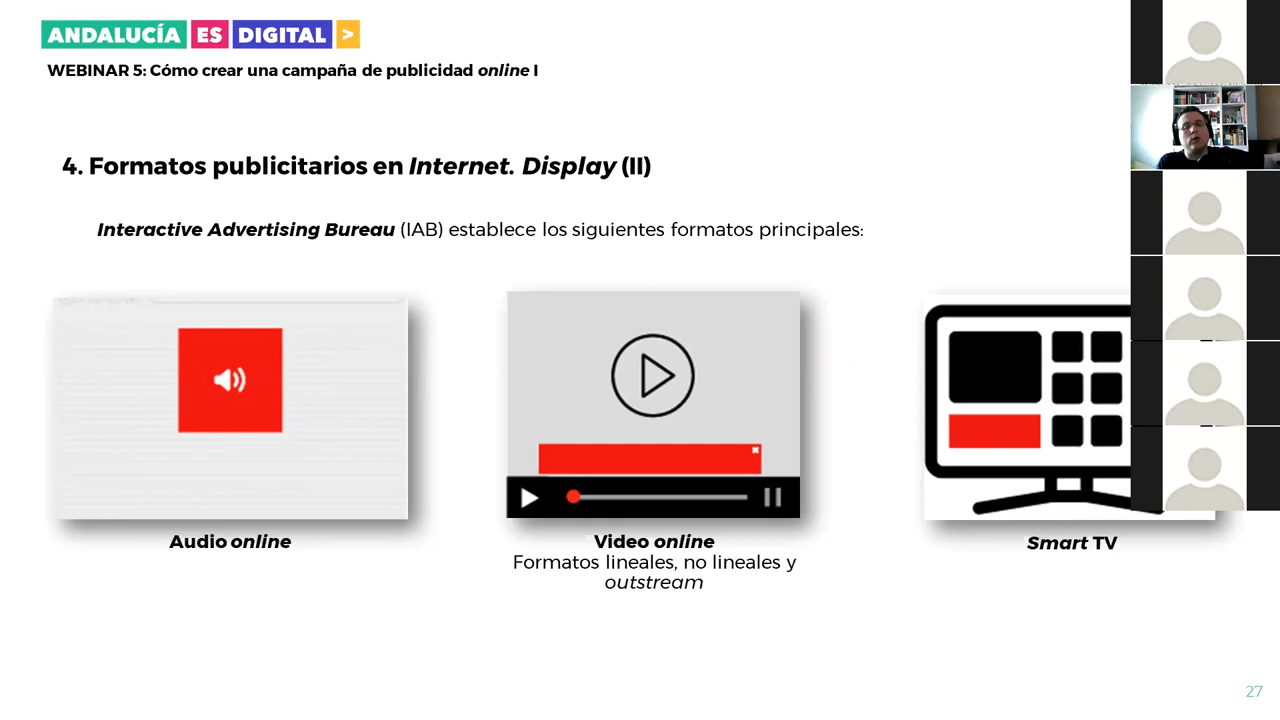 ANDALUCÍA ES DIGITAL >
WEBINAR 5: Cómo crear una campaña de publicidad online I
4. Formatos publicitarios en Internet. Display (II)
Interactive Advertising Bureau (IAB) establece los siguientes formatos principales:
Audio online
Video online
Formatos lineales, no lineales y
outstream
Smart TV
27